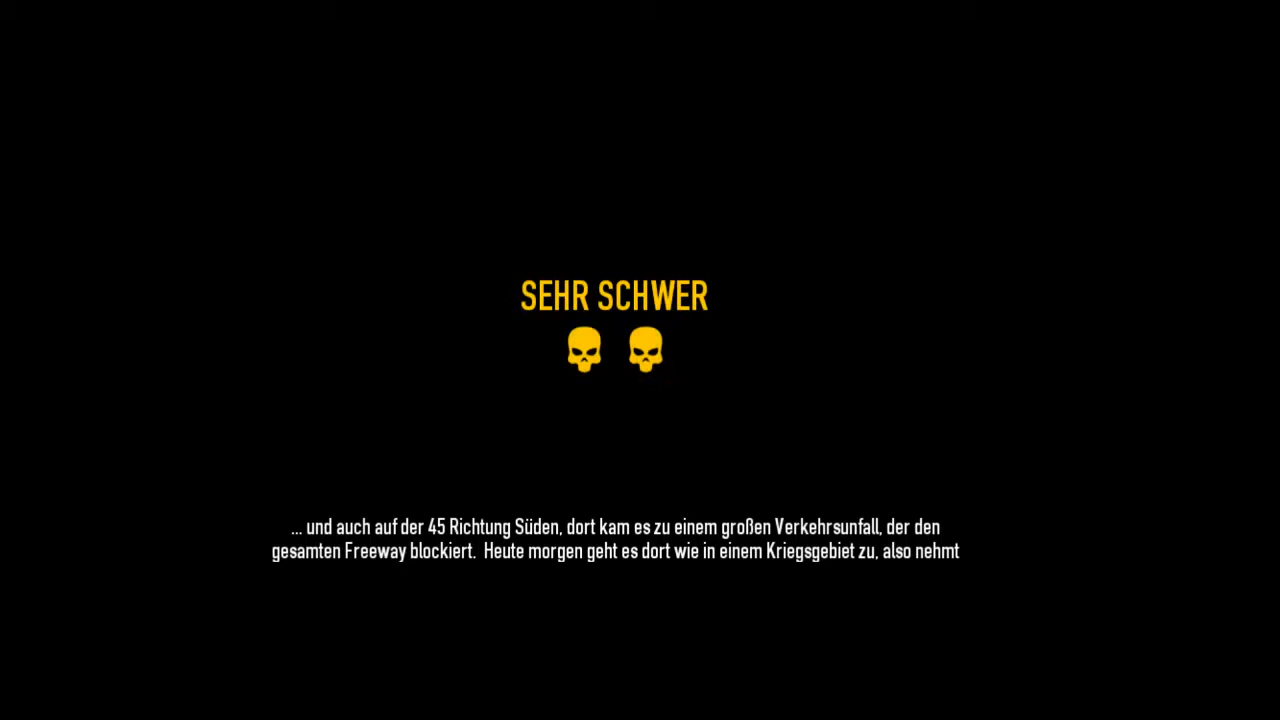 SEHR SCHWER
... und auch auf der 45 Richtung Süden, dort kam es zu einem großen Verkehrsunfall, der den
gesamten Freeway blockiert.  Heute morgen geht es dort wie in einem Kriegsgebiet zu, also nehmt